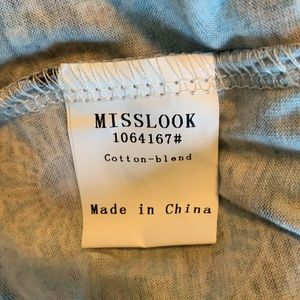 MISSLOOK
1064167#
Cotton-blend
Made in China